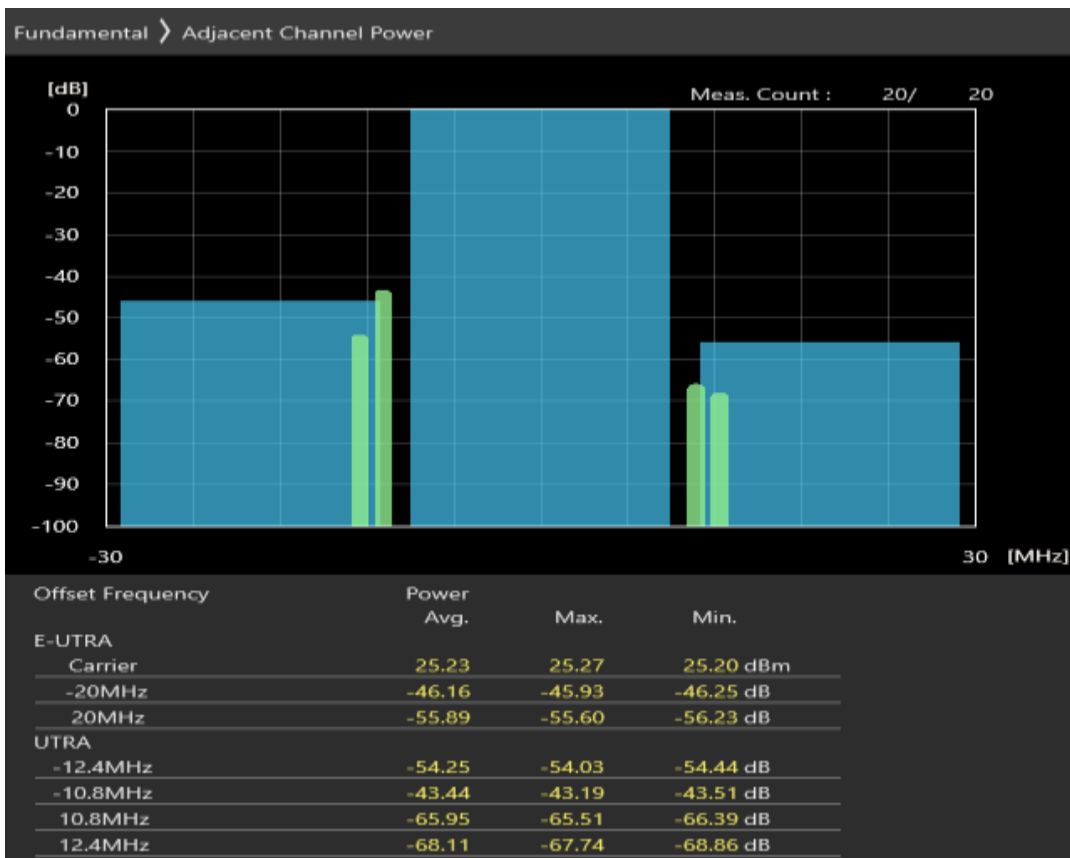 Fundamental 〉 Adjacent Channel Power
[dB]
Meas. Count : 20/ 20
0
-10
-20
-30
-40
-50
-60
-70
-80
-90
-100
-30 30 [MHz]
Offset Frequency Power
Avg. Max. Min.
E-UTRA
Carrier 25.23 25.27 25.20 dBm
-20MHz -46.16 -45.93 -46.25 dB
20MHz -55.89 -55.60 -56.23 dB
UTRA
-12.4MHz -54.25 -54.03 -54.44 dB
-10.8MHz -43.44 -43.19 -43.51 dB
10.8MHz -65.95 -65.51 -66.39 dB
12.4MHz -68.11 -67.74 -68.86 dB